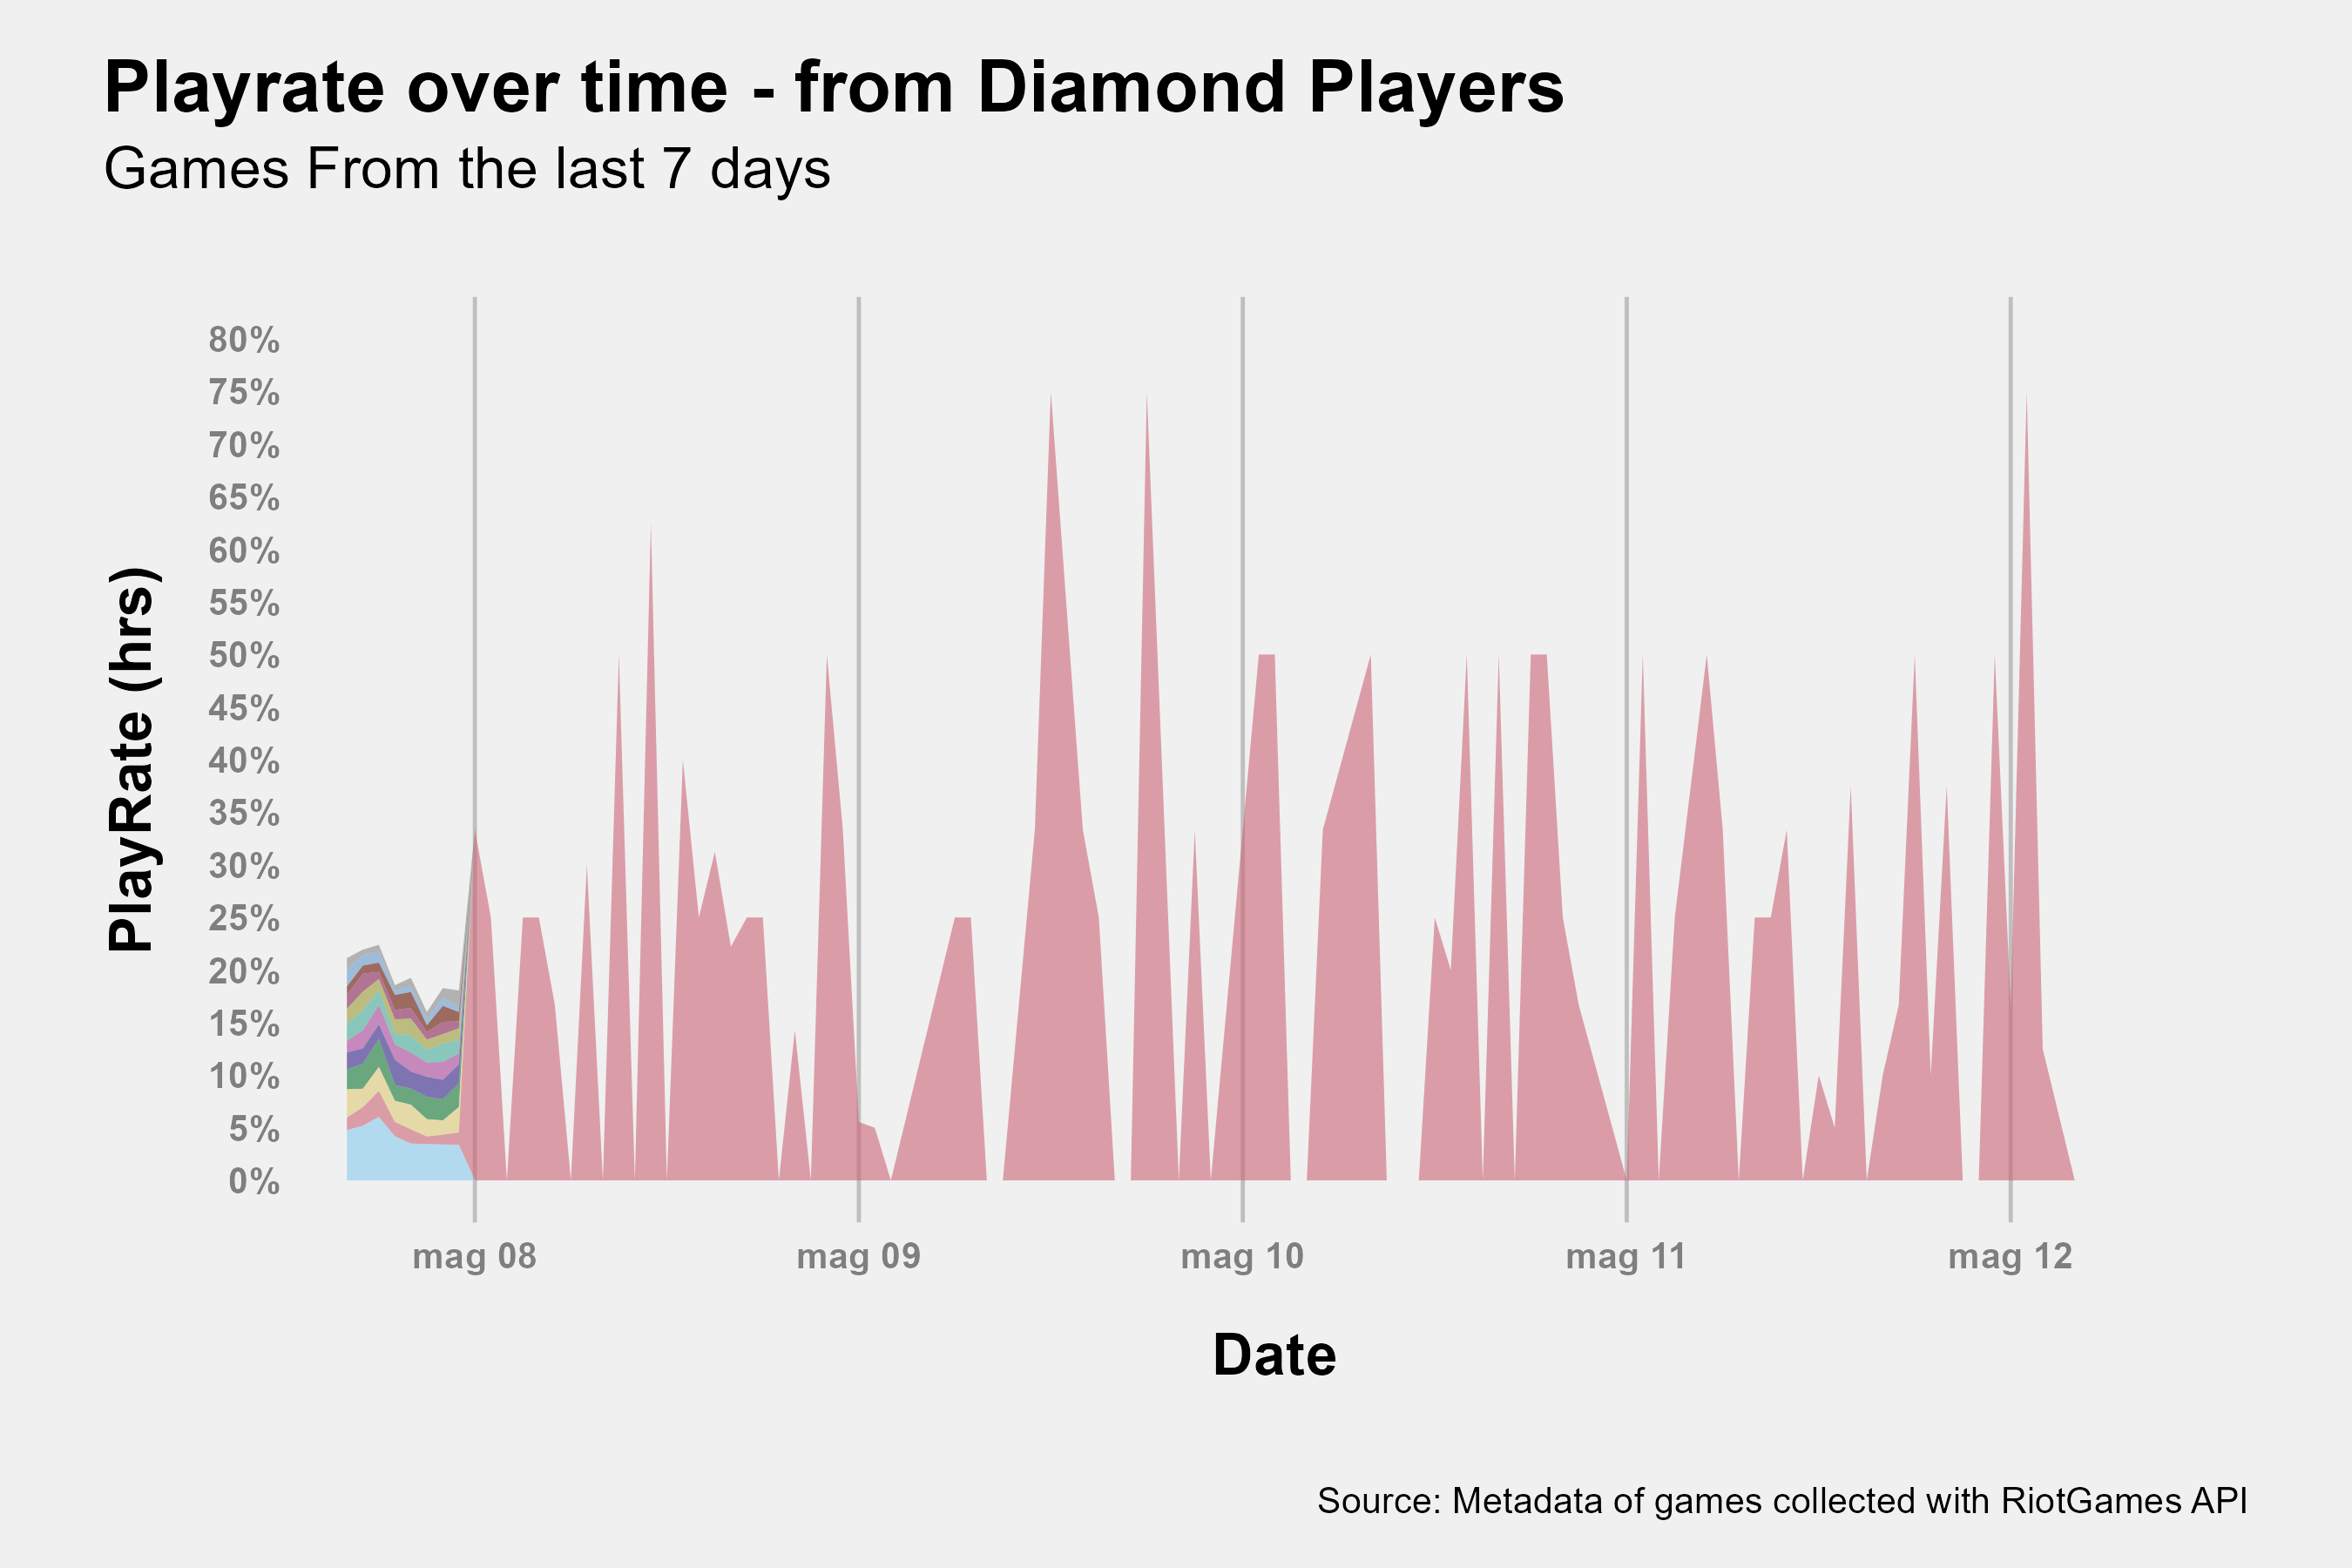 Playrate over time - from Diamond Players
Games From the last 7 days
PlayRate (hrs)
80%
75%
70%
65%
60%
55%
50%
45%
40%
35%
30%
25%
20%
15%
10%
5%
0%
mag 08
mag 09
mag 10
mag 11
mag 12
Date
Source: Metadata of games collected with RiotGames API